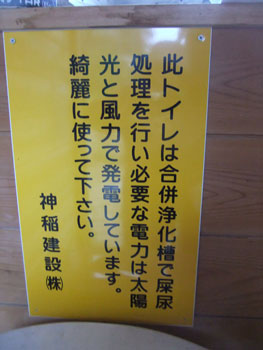 此トイレは合併浄化槽で屎尿
処理を行い必要な電力は太陽
光と風力で発電しています。
綺麗に使って下さい。
神稲建設㈱